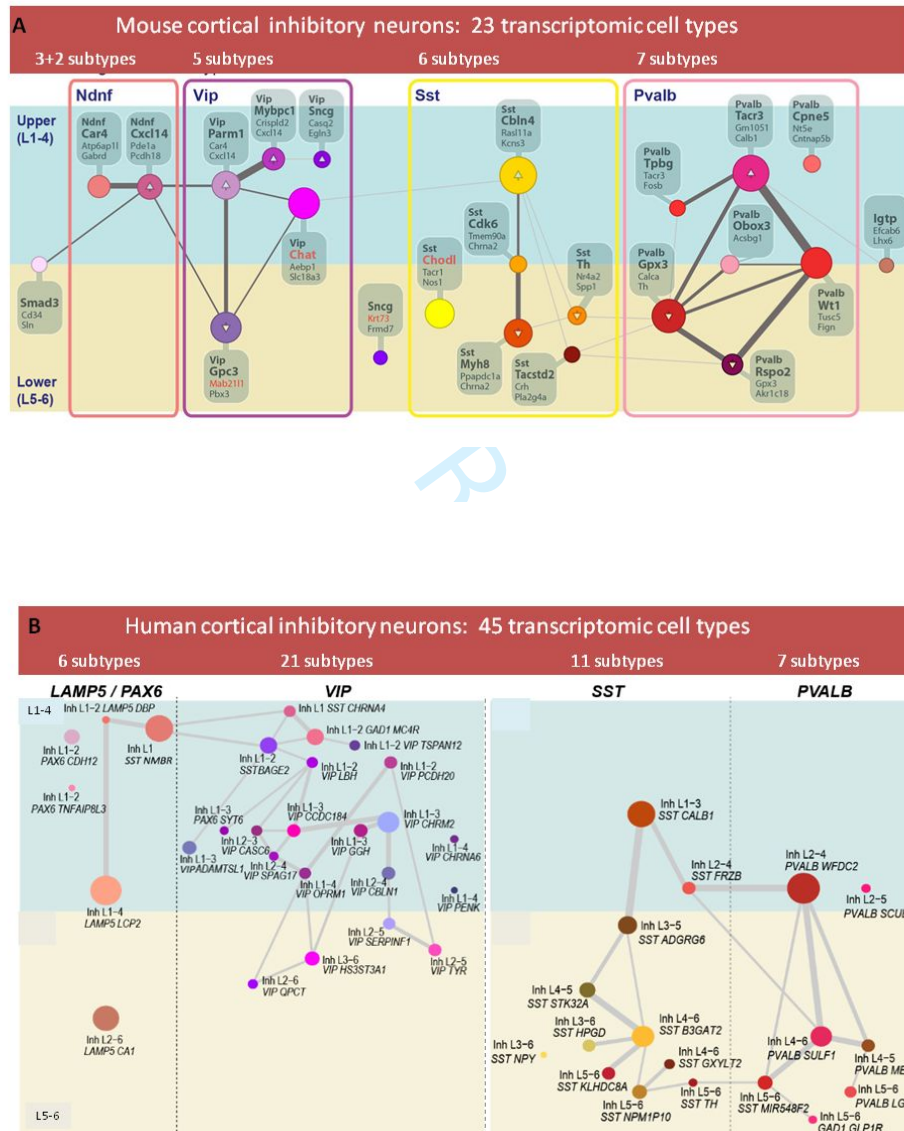 A
Mouse cortical inhibitory neurons: 23 transcriptomic cell types
3+2 subtypes
5 subtypes
6 subtypes
7 subtypes
Ndnf
Vip
Sst
Pvalb
Upper
(L1-4)
Ndnf
Car4
Atp6ap1l
Gabrd
Ndnf
Cxcl14
Pde1a
Pcdh18
Vip
Parm1
Car4
Cxcl14
Vip
Mybpc1
Crispld2
Cxcl14
Vip
Sncg
Casq2
Egln3
Sst
Cbln4
Rasl11a
Kcns3
Pvalb
Tacr3
Gm1051
Calb1
Pvalb
Cpne5
Nt5e
Cntnap5b
Pvalb
Tpbg
Tacr3
Fosb
Vip
Chat
Aebp1
Slc18a3
Sst
Cdk6
Tmem90a
Chrna2
Sst
Chodl
Tacr1
Nos1
Sst
Th
Nr4a2
Spp1
Pvalb
Obox3
Acsbg1
Pvalb
Gpx3
Calca
Th
Igtp
Efcab6
Lhx6
Smad3
Cd34
Sln
Sncg
Krt73
Frmd7
Pvalb
Wt1
Tusc5
Fign
Lower
(L5-6)
Vip
Gpc3
Mab21l1
Pbx3
Sst
Myh8
Ppapdc1a
Chrna2
Sst
Tacstd2
Crh
Pla2g4a
Pvalb
Rspo2
Gpx3
Akr1c18
R
B
Human cortical inhibitory neurons: 45 transcriptomic cell types
6 subtypes
21 subtypes
11 subtypes
7 subtypes
LAMP5 / PAX6
VIP
SST
PVALB
L1-4
Inh L1-2 LAMP5 DBP
Inh L1 SST CHRNA4
Inh L1-2
PAX6 CDH12
Inh L1
SST NMBR
Inh L1-2 GAD1 MC4R
Inh L1-2 VIP TSPAN12
Inh L1-2
SST BAGE2
Inh L1-2
VIP LBH
Inh L1-2
VIP PCDH20
Inh L1-2
PAX6 TNFAIP8L3
Inh L1-3
PAX6 SYT6
Inh L1-3
VIP CCDC184
Inh L1-3
VIP CHRM2
Inh L1-3
SST CALB1
Inh L1-3
VIP ADAMTSL1
Inh L2-3
VIP CASC6
Inh L1-3
VIP GGH
Inh L1-4
VIP CHRNA6
Inh L2-4
VIP SPAG17
Inh L1-4
VIP OPRM1
Inh L2-4
VIP CBLN1
Inh L1-4
VIP PENK
Inh L2-4
SST FRZB
Inh L2-4
PVALB WFDC2
Inh L2-5
PVALB SCUB
Inh L1-4
LAMP5 LCP2
Inh L2-5
VIP SERPINF1
Inh L3-5
SST ADGRG6
Inh L3-6
VIP HS3ST3A1
Inh L2-5
VIP TYR
Inh L2-6
VIP QPCT
Inh L4-5
SST STK32A
Inh L2-6
LAMP5 CA1
Inh L3-6
SST HPGD
Inh L4-6
SST B3GAT2
Inh L4-6
PVALB SULF1
Inh L4-5
PVALB ME
Inh L3-6
SST NPY
Inh L4-6
SST GXYLT2
Inh L5-6
SST KLHDC8A
Inh L5-6
SST NPM1P10
Inh L5-6
SST TH
Inh L5-6
SST MIR548F2
Inh L5-6
PVALB LG
Inh L5-6
GAD1 GLP1R
L5-6